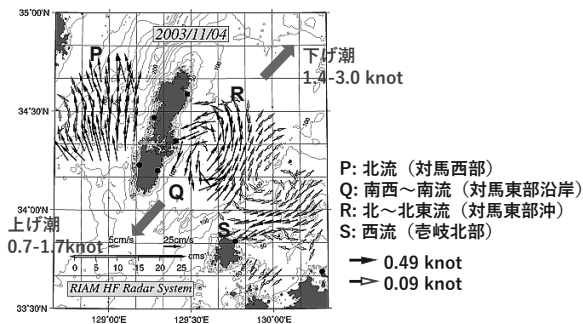 35°00'N
2003/11/04
P
下げ潮
1.4-3.0 knot
100
R
34°30'
P: 北流（対馬西部）
Q: 南西～南流（対馬東部沿岸）
R: 北～北東流（対馬東部沖）
S: 西流（壱岐北部）
Q
34°00'
上げ潮
0.7-1.7knot
S
5cm/s
25cm/s
0 5 10 15 20 25
cms
0.49 knot
0.09 knot
RIAM HF Radar System
33°30'N
129°00'E
129°30'E
130°00'E